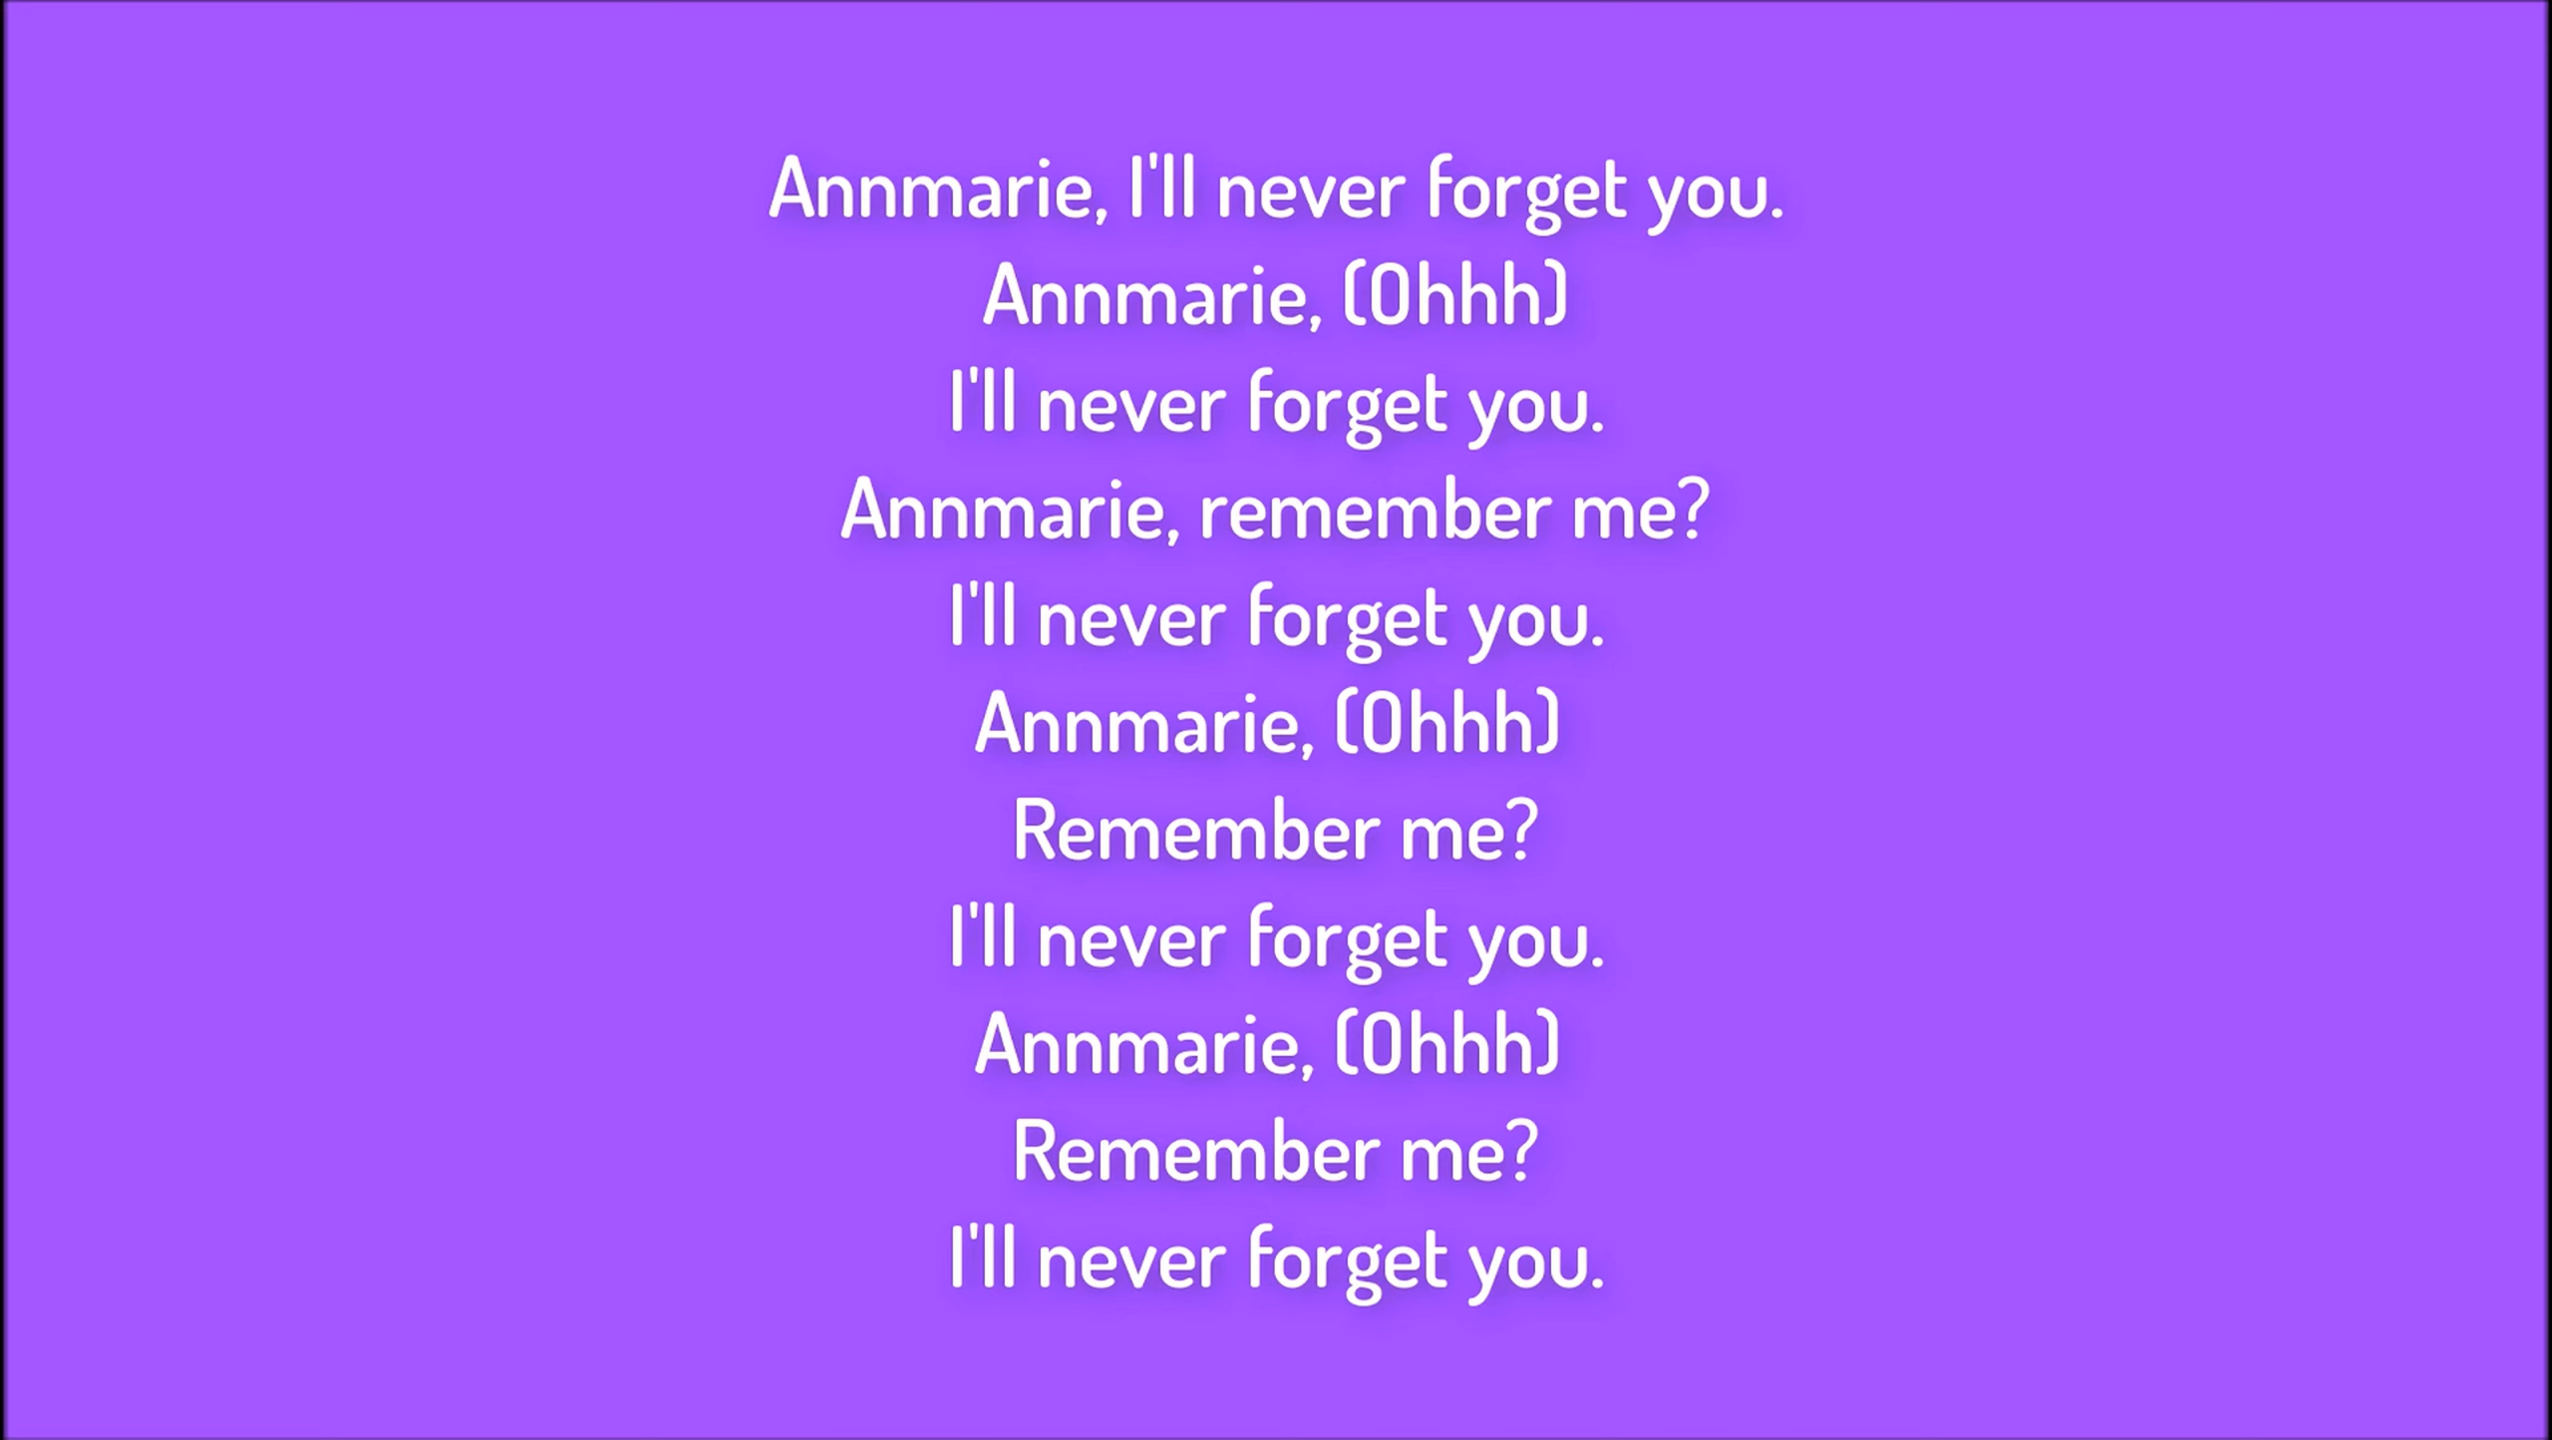 Annmarie, I'll never forget you.
Annmarie, (Ohhh)
I'll never forget you.
Annmarie, remember me?
I'll never forget you.
Annmarie, (Ohhh)
Remember me?
I'll never forget you.
Annmarie, (Ohhh)
Remember me?
I'll never forget you.